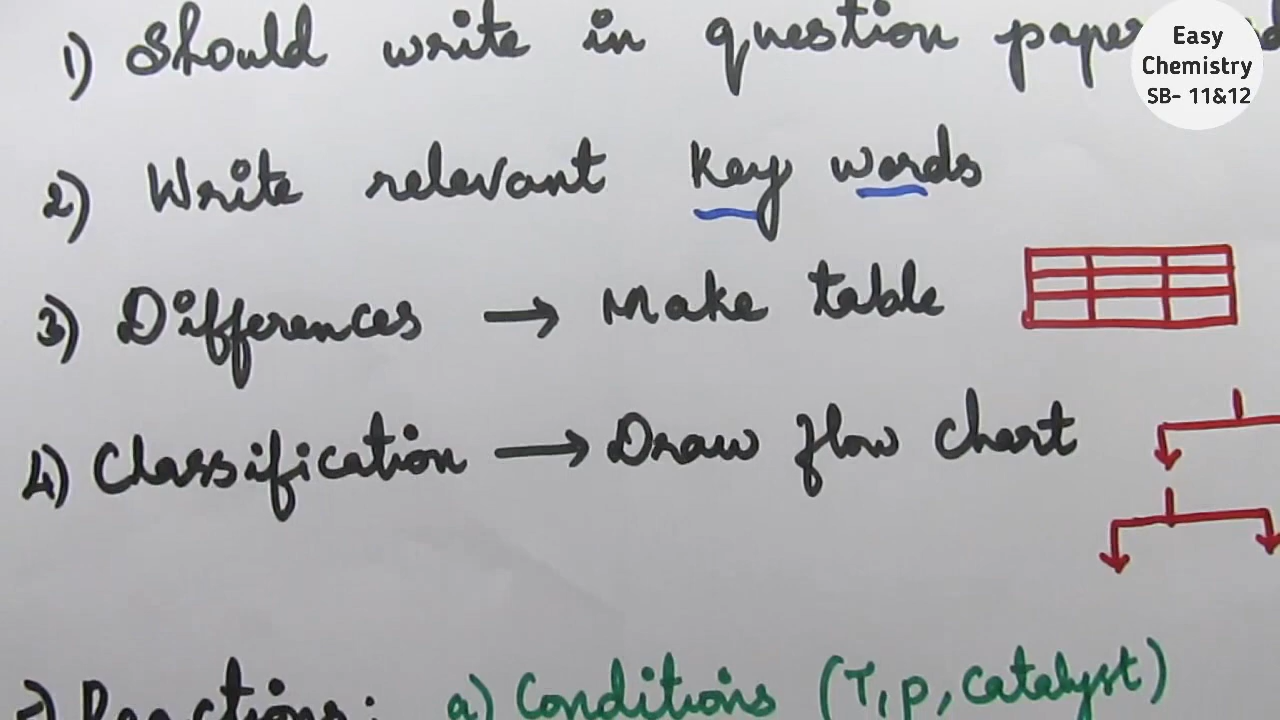 1) Should write in question paper
Easy
Chemistry
SB- 11&12
2) Write relevant key words
3) Differences → Make table
4) Classification → Draw flow chart
Reactions: a) Conditions (T, P, catalyst)